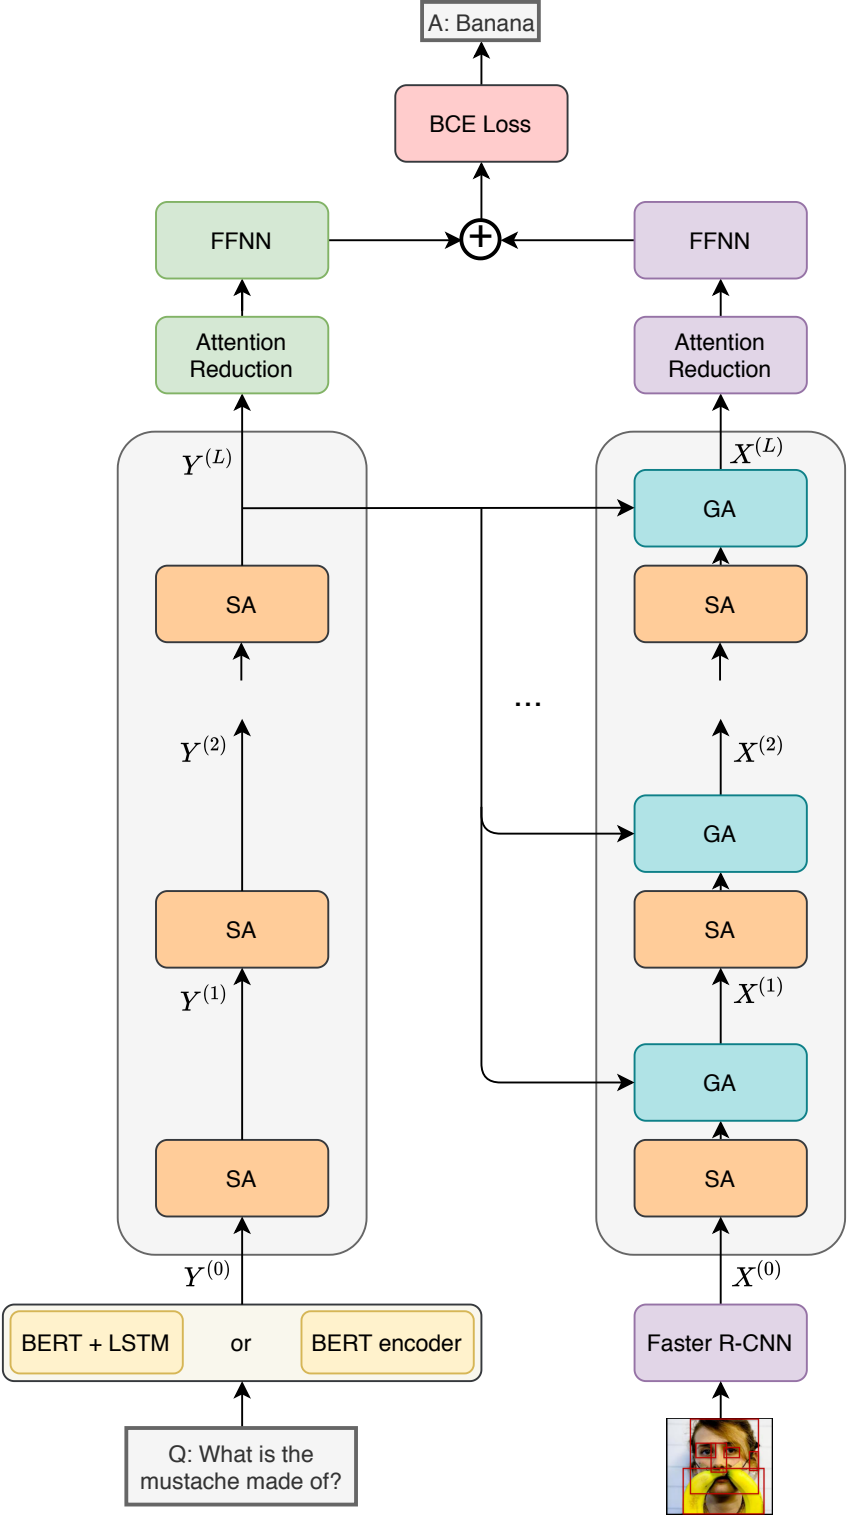 A: Banana
BCE Loss
FFNN
+
FFNN
Attention
Reduction
Attention
Reduction
Y^{(L)}
X^{(L)}
GA
SA
SA
...
Y^{(2)}
X^{(2)}
GA
SA
SA
Y^{(1)}
X^{(1)}
GA
SA
SA
Y^{(0)}
X^{(0)}
BERT + LSTM or BERT encoder
Faster R-CNN
Q: What is the
mustache made of?